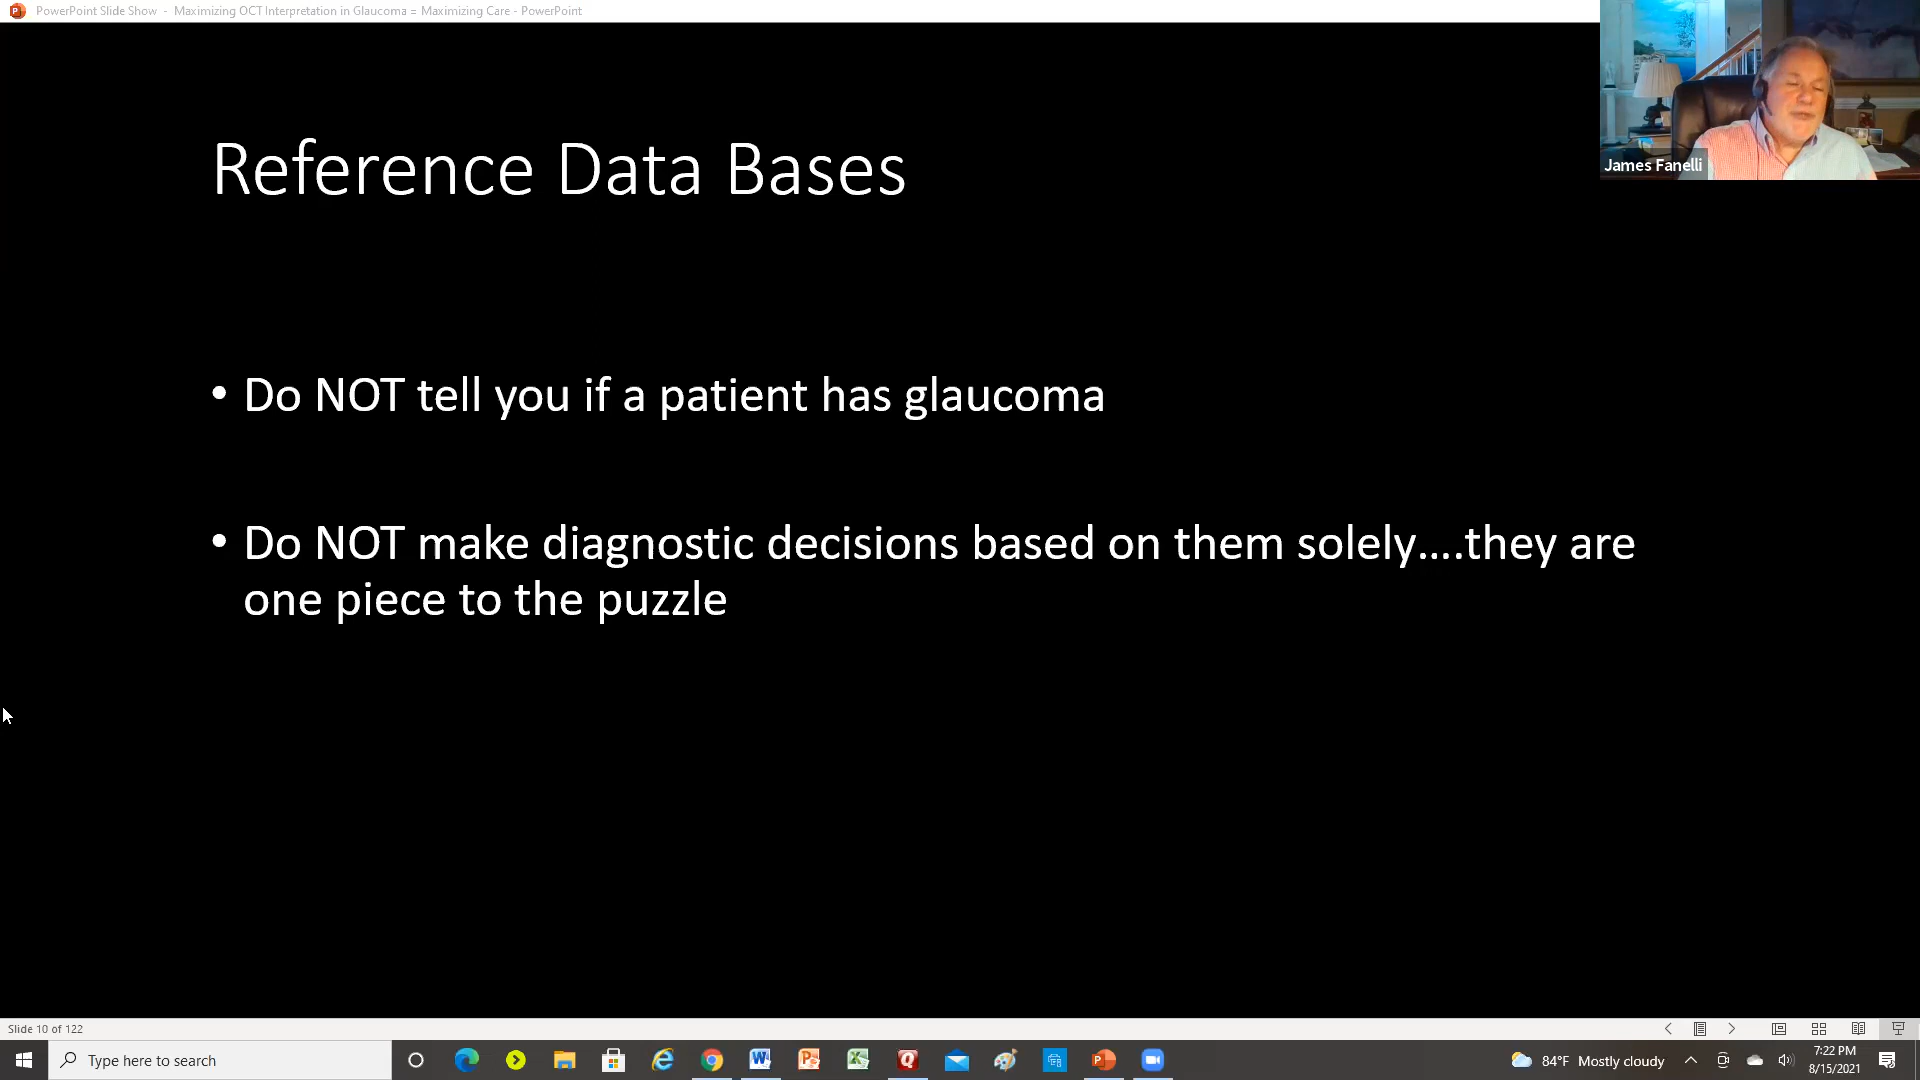 PowerPoint Slide Show - Maximizing OCT Interpretation in Glaucoma = Maximizing Care - PowerPoint
James Fanelli
Reference Data Bases
• Do NOT tell you if a patient has glaucoma
• Do NOT make diagnostic decisions based on them solely....they are
one piece to the puzzle
Slide 10 of 122
Type here to search
84°F Mostly cloudy
7:22 PM
8/15/2021